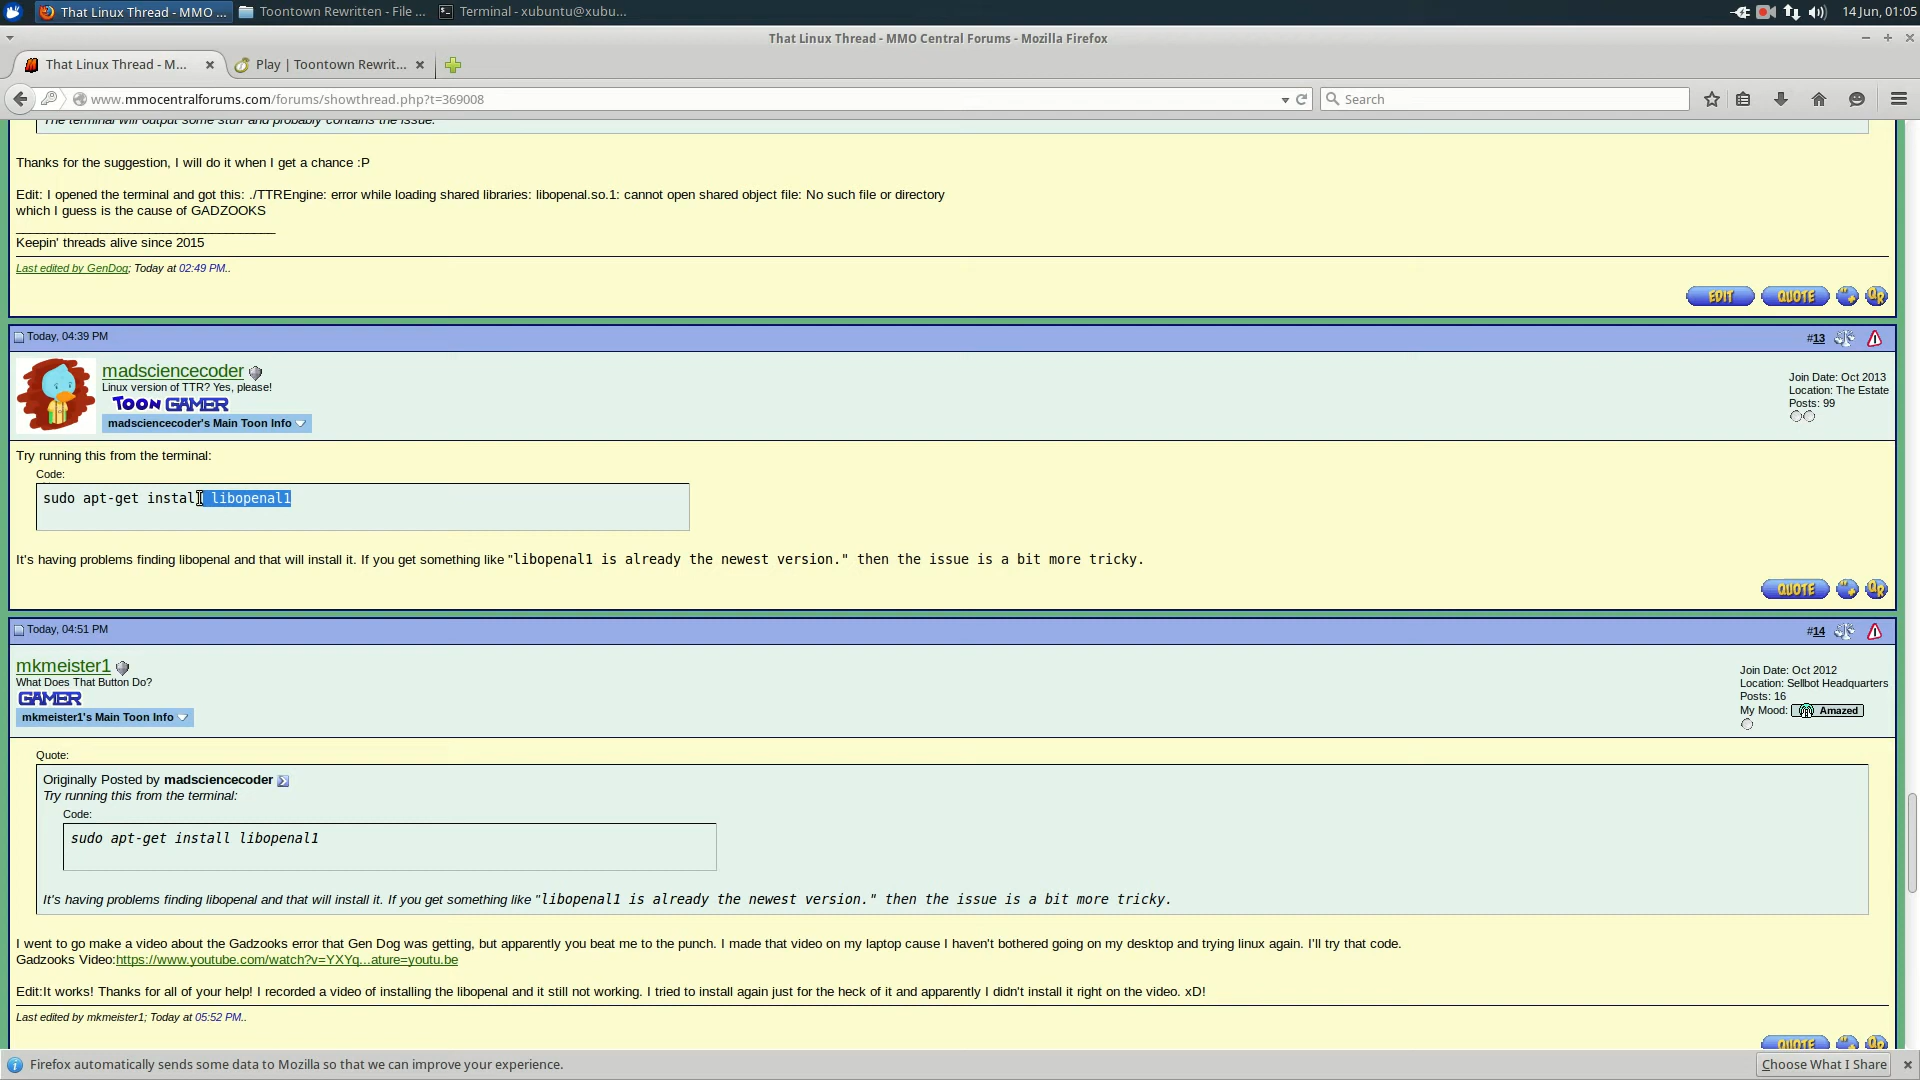 That Linux Thread - MMO ...
Toontown Rewritten - File ...
Terminal - xubuntu@xubu...
14 Jun, 01:05
That Linux Thread - MMO Central Forums - Mozilla Firefox
That Linux Thread - M...
Play | Toontown Rewrit...
www.mmocentralforums.com/forums/showthread.php?t=369008
Search
The terminal will output some stuff and probably contains the issue.
Thanks for the suggestion, I will do it when I get a chance :P
Edit: I opened the terminal and got this: ./TTREngine: error while loading shared libraries: libopenal.so.1: cannot open shared object file: No such file or directory
which I guess is the cause of GADZOOKS
Keepin' threads alive since 2015
Last edited by GenDog; Today at 02:49 PM..
EDIT
QUOTE
QR
Today, 04:39 PM
#13
madsciencecoder
Linux version of TTR? Yes, please!
TOON GAMER
madsciencecoder's Main Toon Info
Join Date: Oct 2013
Location: The Estate
Posts: 99
Try running this from the terminal:
Code:
sudo apt-get install libopenal1
It's having problems finding libopenal and that will install it. If you get something like "libopenal1 is already the newest version." then the issue is a bit more tricky.
QUOTE
QR
Today, 04:51 PM
#14
mkmeister1
What Does That Button Do?
GAMER
mkmeister1's Main Toon Info
Join Date: Oct 2012
Location: Sellbot Headquarters
Posts: 16
My Mood: Amazed
Quote:
Originally Posted by madsciencecoder
Try running this from the terminal:
Code:
sudo apt-get install libopenal1
It's having problems finding libopenal and that will install it. If you get something like "libopenal1 is already the newest version." then the issue is a bit more tricky.
I went to go make a video about the Gadzooks error that Gen Dog was getting, but apparently you beat me to the punch. I made that video on my laptop cause I haven't bothered going on my desktop and trying linux again. I'll try that code.
Gadzooks Video:https://www.youtube.com/watch?v=YXYq...ature=youtu.be
Edit:It works! Thanks for all of your help! I recorded a video of installing the libopenal and it still not working. I tried to install again just for the heck of it and apparently I didn't install it right on the video. xD!
Last edited by mkmeister1; Today at 05:52 PM..
QUOTE
QR
Firefox automatically sends some data to Mozilla so that we can improve your experience.
Choose What I Share